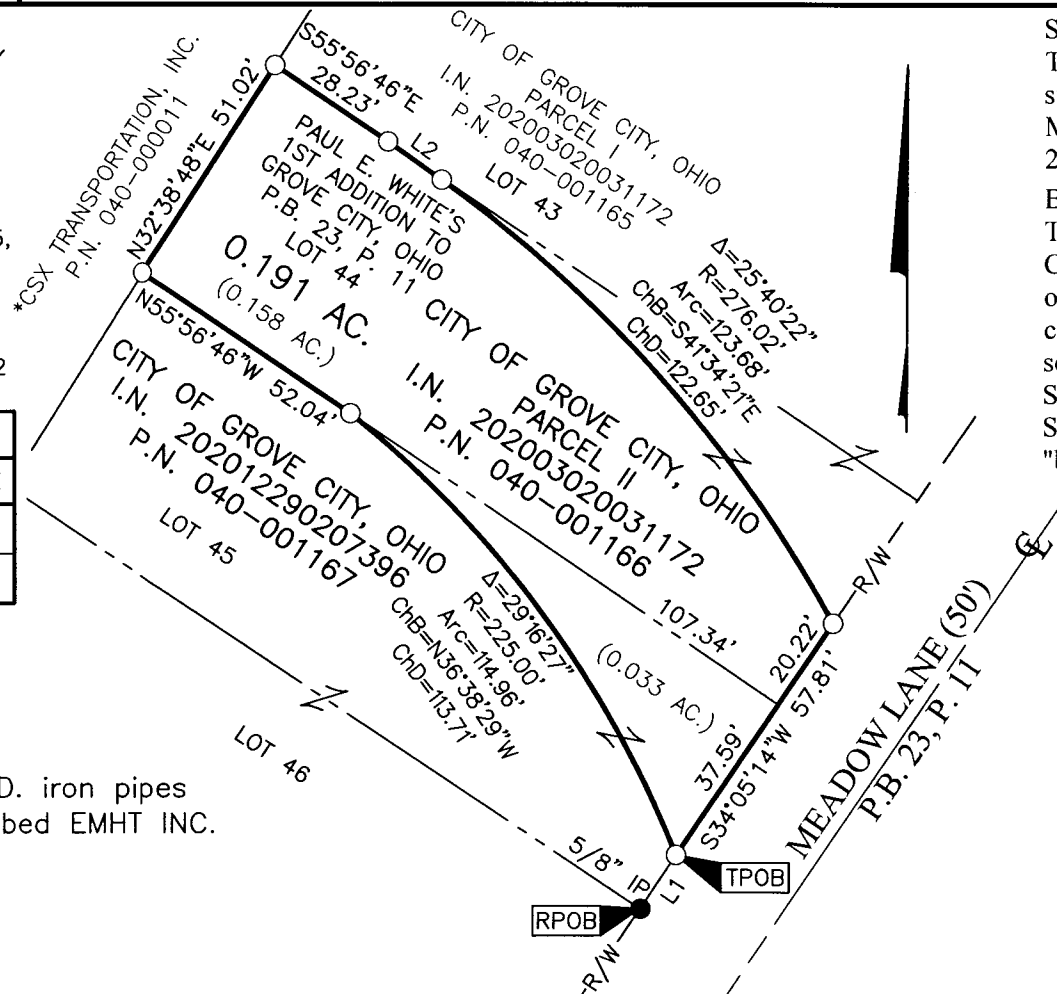 *CSX TRANSPORTATION, INC.
P.N. 040-000011
N32°38'48"E 51.02'
S55°56'46"E
28.23'
L2
CITY OF GROVE CITY, OHIO
PARCEL I
I.N. 202003020031172
P.N. 040-001165
LOT 43
PAUL E. WHITE'S
1ST ADDITION TO
GROVE CITY, OHIO
P.B. 23, P. 11
LOT 44
0.191 AC.
(0.158 AC.)
Δ=25°40'22"
R=276.02'
Arc=123.68'
ChB=S41°34'21"E
ChD=122.65'
CITY OF GROVE CITY, OHIO
PARCEL II
I.N. 202003020031172
P.N. 040-001166
N55°56'46"W 52.04'
CITY OF GROVE CITY, OHIO
I.N. 202012290207396
P.N. 040-001167
LOT 45
Δ=29°16'27"
R=225.00'
Arc=114.96'
ChB=N36°38'29"W
ChD=113.71'
107.34'
(0.033 AC.)
20.22'
37.59'
S34°05'14"W 57.81'
R/W
MEADOW LANE (50')
P.B. 23, P. 11
CL
LOT 46
5/8" IP
L1
TPOB
RPOB
R/W
D. iron pipes
bed EMHT INC.